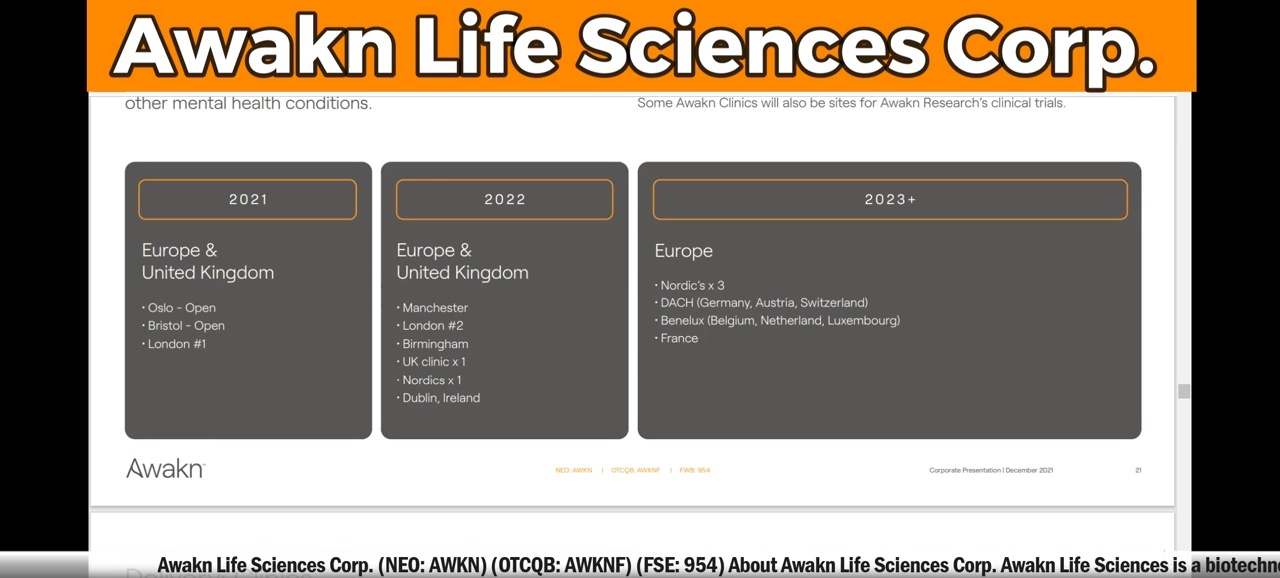 Awakn Life Sciences Corp.
other mental health conditions.
Some Awakn Clinics will also be sites for Awakn Research's clinical trials.
2021
Europe &
United Kingdom
· Oslo - Open
· Bristol - Open
· London #1
2022
Europe &
United Kingdom
· Manchester
· London #2
· Birmingham
· UK clinic x 1
· Nordics x 1
· Dublin, Ireland
2023+
Europe
· Nordic's x 3
· DACH (Germany, Austria, Switzerland)
· Benelux (Belgium, Netherland, Luxembourg)
· France
Awakn™
NEO: AWKN | OTCQB: AWKNF | FWB: 954
Corporate Presentation | December 2021
21
Awakn Life Sciences Corp. (NEO: AWKN) (OTCQB: AWKNF) (FSE: 954) About Awakn Life Sciences Corp. Awakn Life Sciences is a biotechn